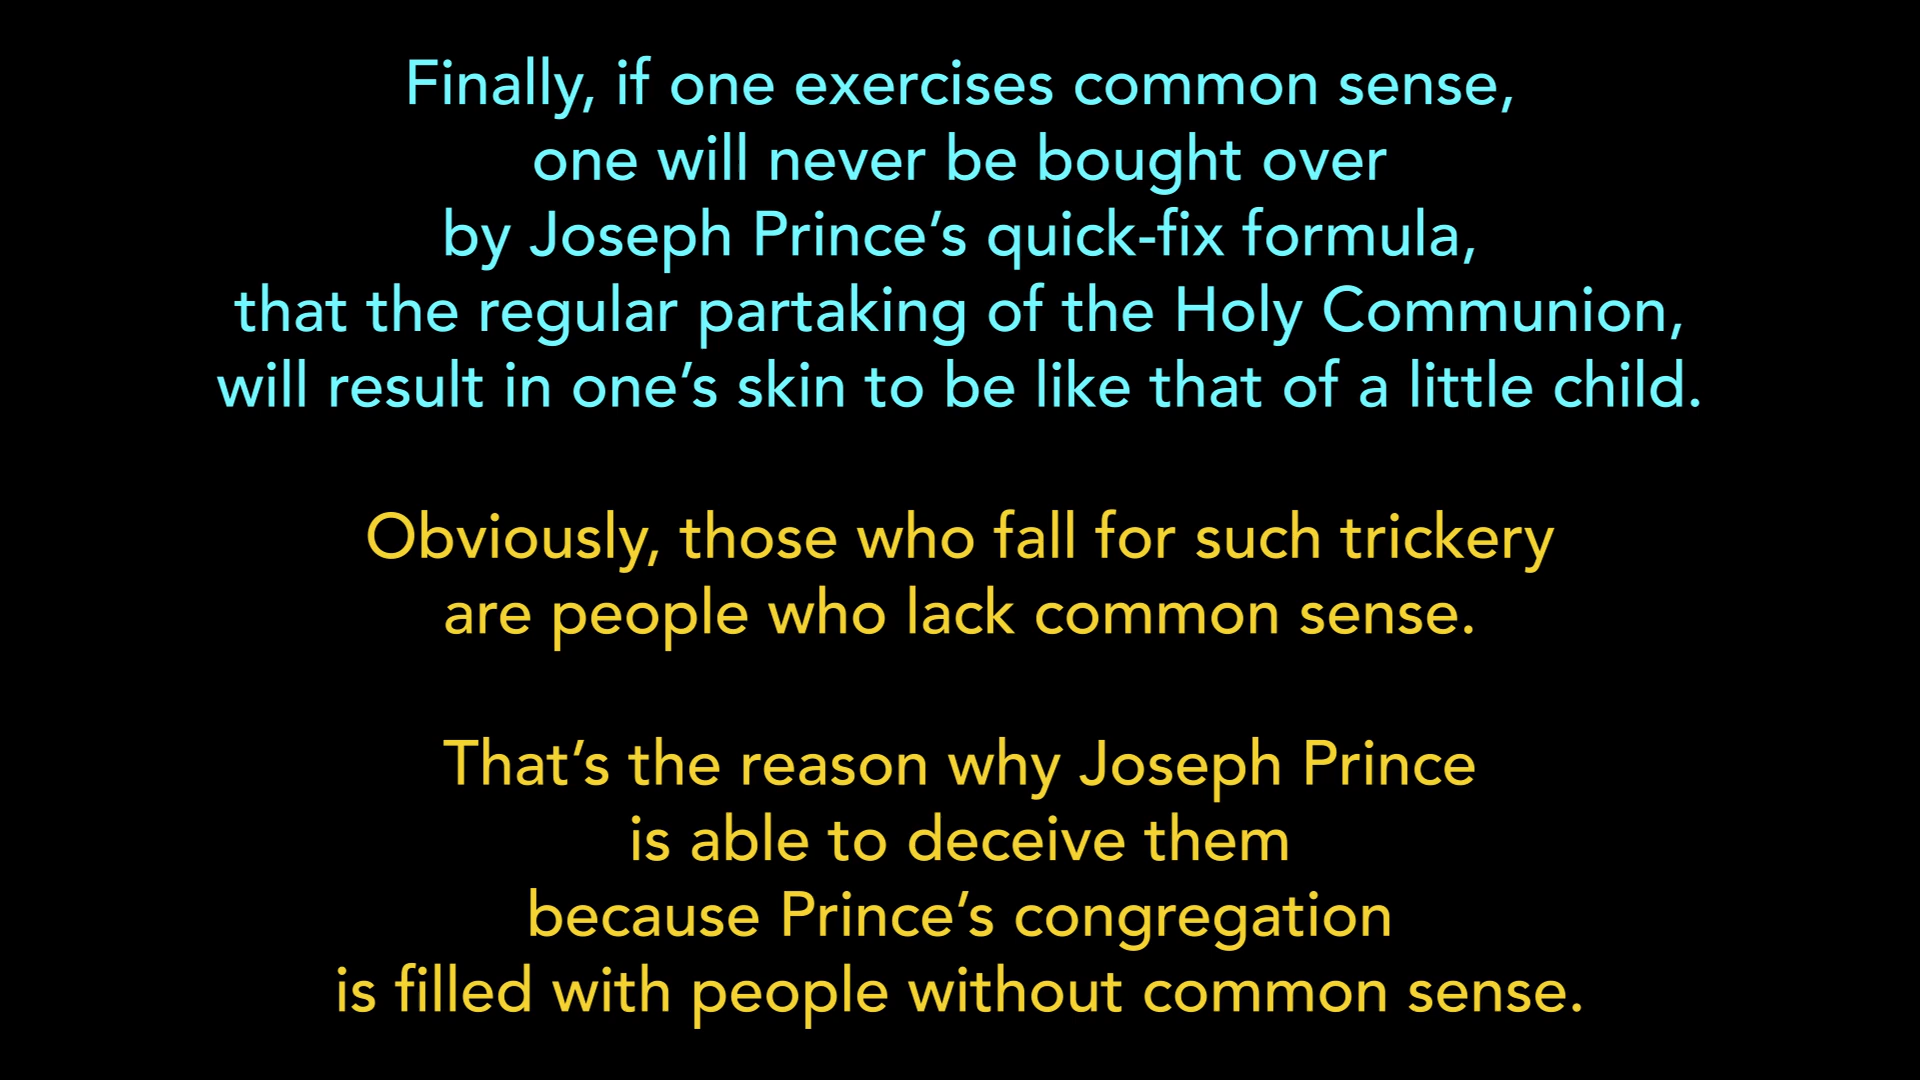 Finally, if one exercises common sense,
one will never be bought over
by Joseph Prince’s quick-fix formula,
that the regular partaking of the Holy Communion,
will result in one’s skin to be like that of a little child.
Obviously, those who fall for such trickery
are people who lack common sense.
That’s the reason why Joseph Prince
is able to deceive them
because Prince’s congregation
is filled with people without common sense.